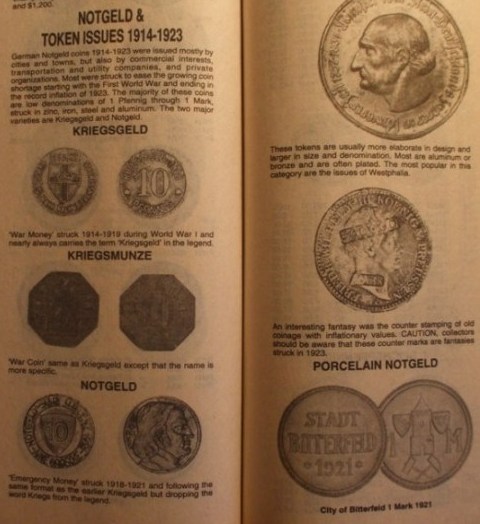 and $1,200.
NOTGELD &
TOKEN ISSUES 1914-1923
German Notgeld coins 1914-1923 were issued mostly by
cities and towns, but also by commercial interests,
transportation and utility companies, and private
organizations. Most were struck to ease the growing coin
shortage starting with the First World War and ending in
the record inflation of 1923. The majority of these coins
are low denominations of 1 Pfennig through 1 Mark,
struck in zinc, iron, steel and aluminum. The two major
varieties are Kriegsgeld and Notgeld.
KRIEGSGELD
10
'War Money' struck 1914-1919 during World War I and
nearly always carries the term 'Kriegsgeld' in the legend.
KRIEGSMUNZE
'War Coin' same as Kriegsgeld except that the name is
more specific.
NOTGELD
10
'Emergency Money' struck 1918-1921 and following the
same format as the earlier Kriegsgeld but dropping the
word Kriegs from the legend.
These tokens are usually more elaborate in design and
larger in size and denomination. Most are aluminum or
bronze and are often plated. The most popular in this
category are the issues of Westphalia.
An interesting fantasy was the counter stamping of old
coinage with inflationary values. CAUTION, collectors
should be aware that these counter marks are fantasies
struck in 1923.
PORCELAIN NOTGELD
STADT
BITTERFELD
1921
1 M
City of Bitterfeld 1 Mark 1921